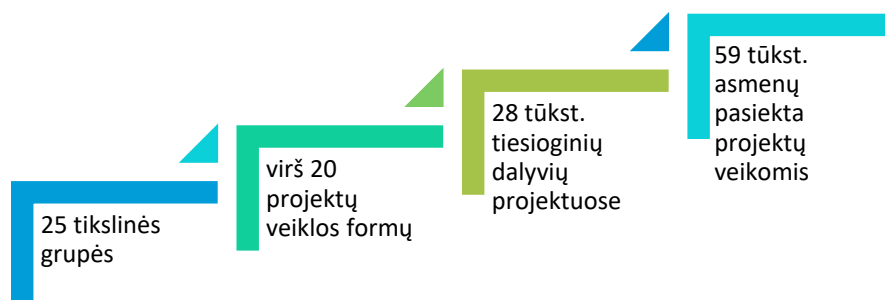 25 tikslinės
grupės
virš 20
projektų
veiklos formų
28 tūkst.
tiesioginių
dalyvių
projektuose
59 tūkst.
asmenų
pasiekta
projektų
veikomis